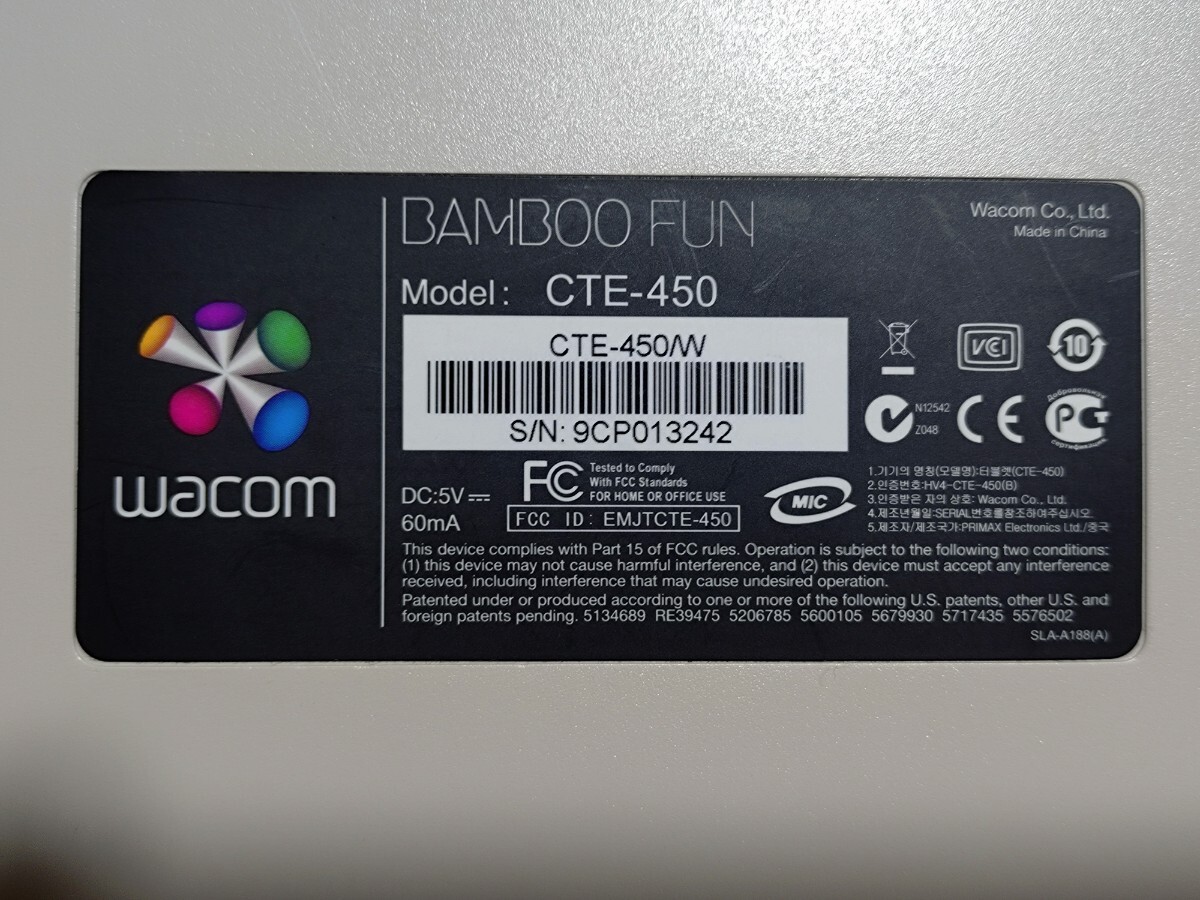 BAMBOO FUN
Wacom Co., Ltd.
Made in China
Model: CTE-450
CTE-450/W
S/N: 9CP013242
wacom
VCI
10
N12542
Z048
CE
Добровольная
РСТ
сертификация
DC:5V
60mA
FC
Tested to Comply
With FCC Standards
FOR HOME OR OFFICE USE
FCC ID: EMJTCTE-450
MIC
1.기기의 명칭(모델명):타블렛(CTE-450)
2.인증번호:HV4-CTE-450(B)
3.인증받은 자의 상호: Wacom Co., Ltd.
4.제조년월일:SERIAL번호를참조하여주십시오.
5.제조자/제조국가:PRIMAX Electronics Ltd./중국
This device complies with Part 15 of FCC rules. Operation is subject to the following two conditions:
(1) this device may not cause harmful interference, and (2) this device must accept any interference
received, including interference that may cause undesired operation.
Patented under or produced according to one or more of the following U.S. patents, other U.S. and
foreign patents pending. 5134689 RE39475 5206785 5600105 5679930 5717435 5576502
SLA-A188(A)